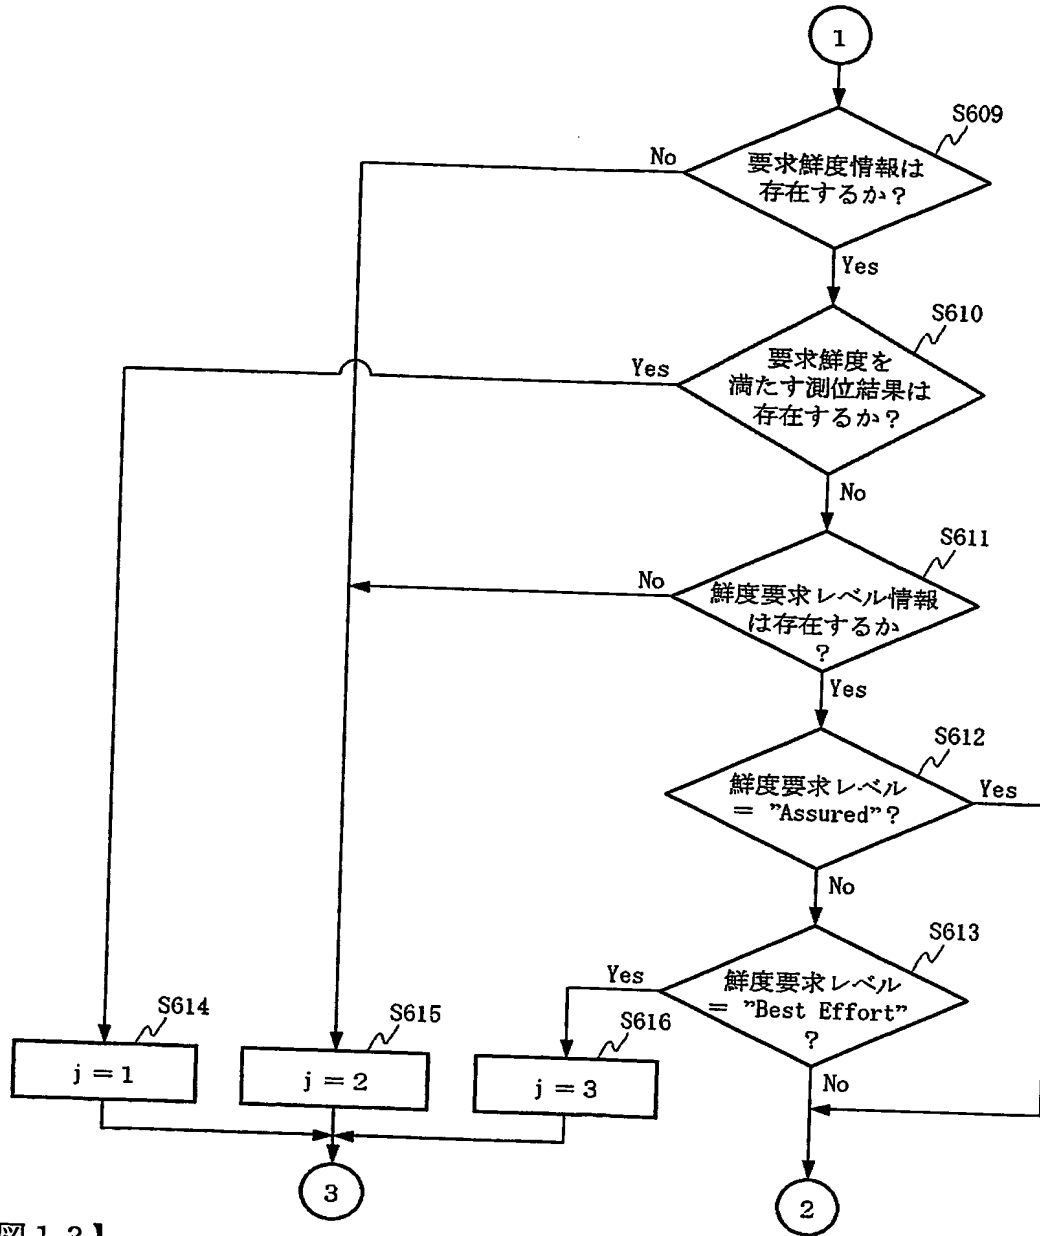 1
S609
要求鮮度情報は
存在するか？
No
Yes
S610
要求鮮度を
満たす測位結果は
存在するか？
Yes
No
S611
鮮度要求レベル情報
は存在するか
？
No
Yes
S612
鮮度要求レベル
= ”Assured”?
Yes
No
S613
鮮度要求レベル
= ”Best Effort”
?
Yes
No
S614
j = 1
S615
j = 2
S616
j = 3
3
2